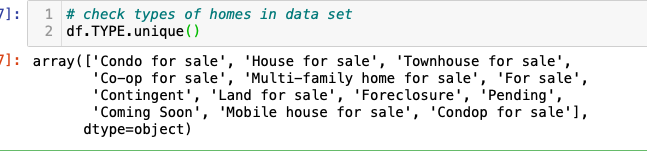 7]: 1 # check types of homes in data set
2 df.TYPE.unique()
7]: array(['Condo for sale', 'House for sale', 'Townhouse for sale',
'Co-op for sale', 'Multi-family home for sale', 'For sale',
'Contingent', 'Land for sale', 'Foreclosure', 'Pending',
'Coming Soon', 'Mobile house for sale', 'Condop for sale'],
dtype=object)